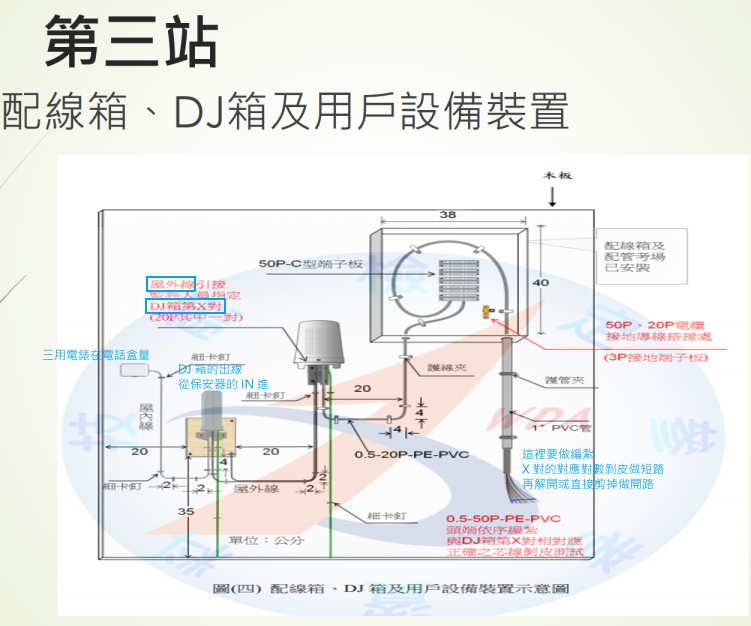 第三站
配線箱、DJ箱及用戶設備裝置
木板
38
50P-C型端子板
配線箱及
配管考場
已安裝
40
屋外線引接
監控人員指定
DJ箱第X對
(20P其中一對)
50P、20P電纜
接地導線搭接處
(3P接地端子板)
三用電錶在電話盒量
細卡釘
DJ 箱的出線
從保安器的 IN 進
細卡釘
護線夾
護管夾
20
屋內線
4
4
WDA
1〞PVC管
20
20
0.5-20P-PE-PVC
這裡要做編紮
X 對的對應對數剝皮做短路
再解開或直接剪掉做開路
4
2
細卡釘
2
2
屋外線
2
35
細卡釘
0.5-50P-PE-PVC
頭端依序編紮
與DJ箱第X對相對應
正確之芯線剝皮測試
單位：公分
圖(四) 配線箱、DJ 箱及用戶設備裝置示意圖